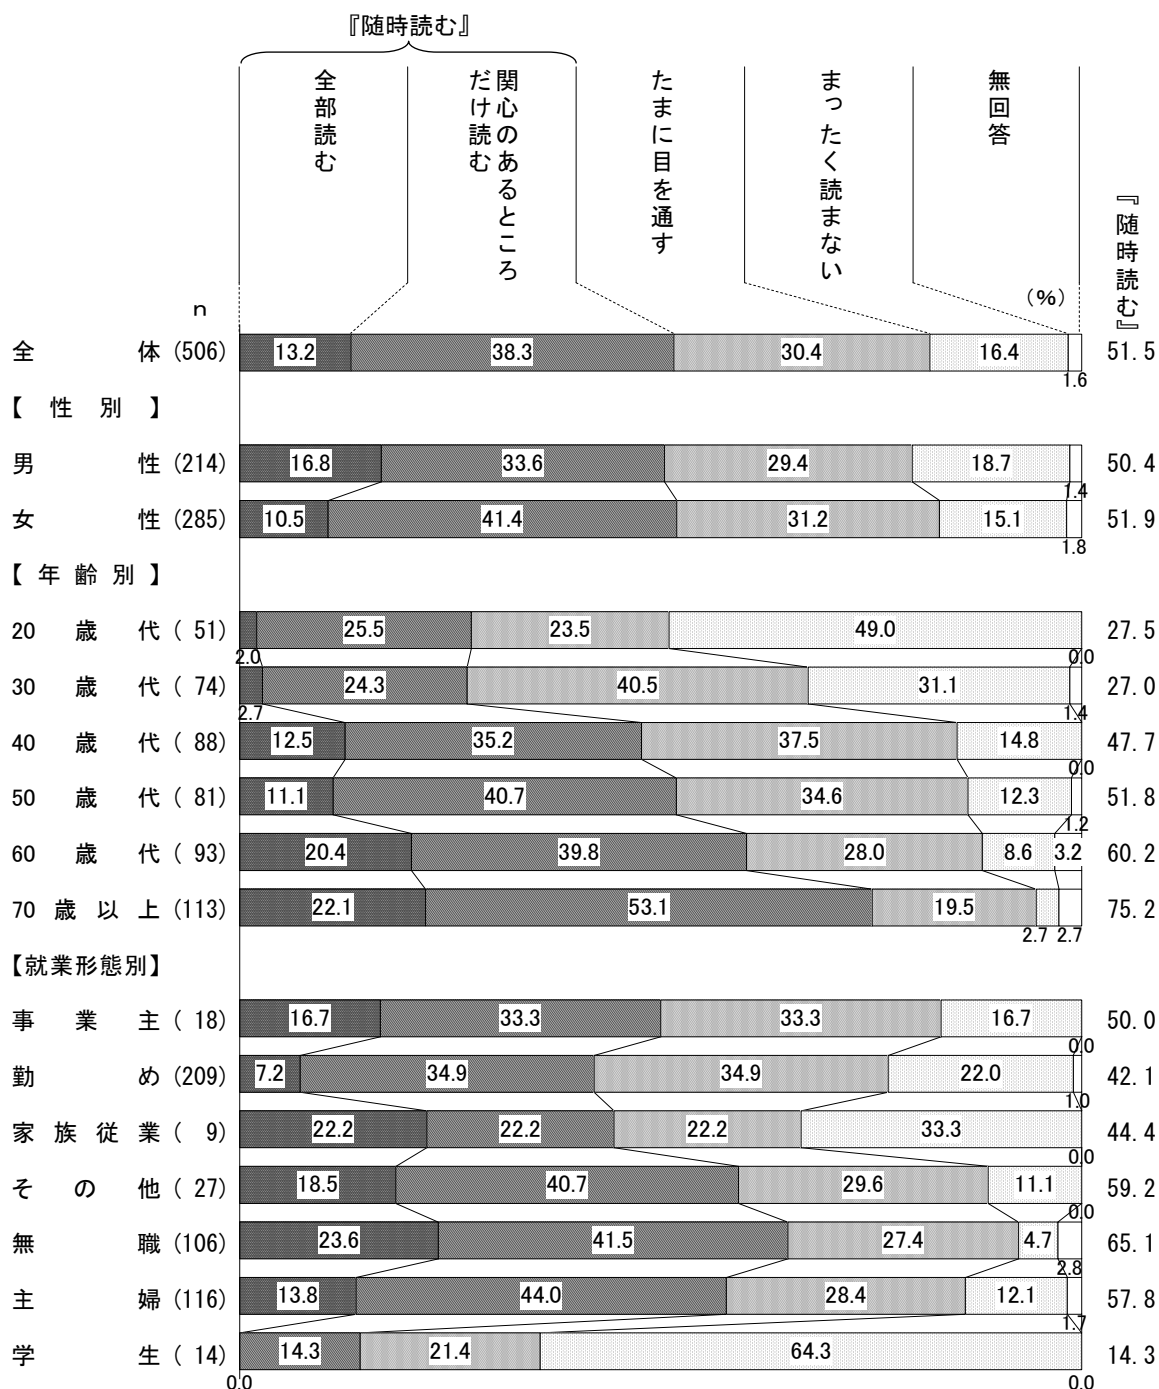 『随時読む』
全部読む
関心のあるところ
だけ読む
たまに目を通す
まったく読まない
無回答
『随時読む』
n
(%)
全体(506) 13.2 38.3 30.4 16.4 1.6 51.5
【性別】
男性(214) 16.8 33.6 29.4 18.7 1.4 50.4
女性(285) 10.5 41.4 31.2 15.1 1.8 51.9
【年齢別】
20歳代(51) 2.0 25.5 23.5 49.0 0.0 27.5
30歳代(74) 2.7 24.3 40.5 31.1 1.4 27.0
40歳代(88) 12.5 35.2 37.5 14.8 0.0 47.7
50歳代(81) 11.1 40.7 34.6 12.3 1.2 51.8
60歳代(93) 20.4 39.8 28.0 8.6 3.2 60.2
70歳以上(113) 22.1 53.1 19.5 2.7 2.7 75.2
【就業形態別】
事業主(18) 16.7 33.3 33.3 16.7 0.0 50.0
勤め(209) 7.2 34.9 34.9 22.0 1.0 42.1
家族従業(9) 22.2 22.2 22.2 33.3 0.0 44.4
その他(27) 18.5 40.7 29.6 11.1 0.0 59.2
無職(106) 23.6 41.5 27.4 4.7 2.8 65.1
主婦(116) 13.8 44.0 28.4 12.1 1.7 57.8
学生(14) 0.0 14.3 21.4 64.3 0.0 14.3